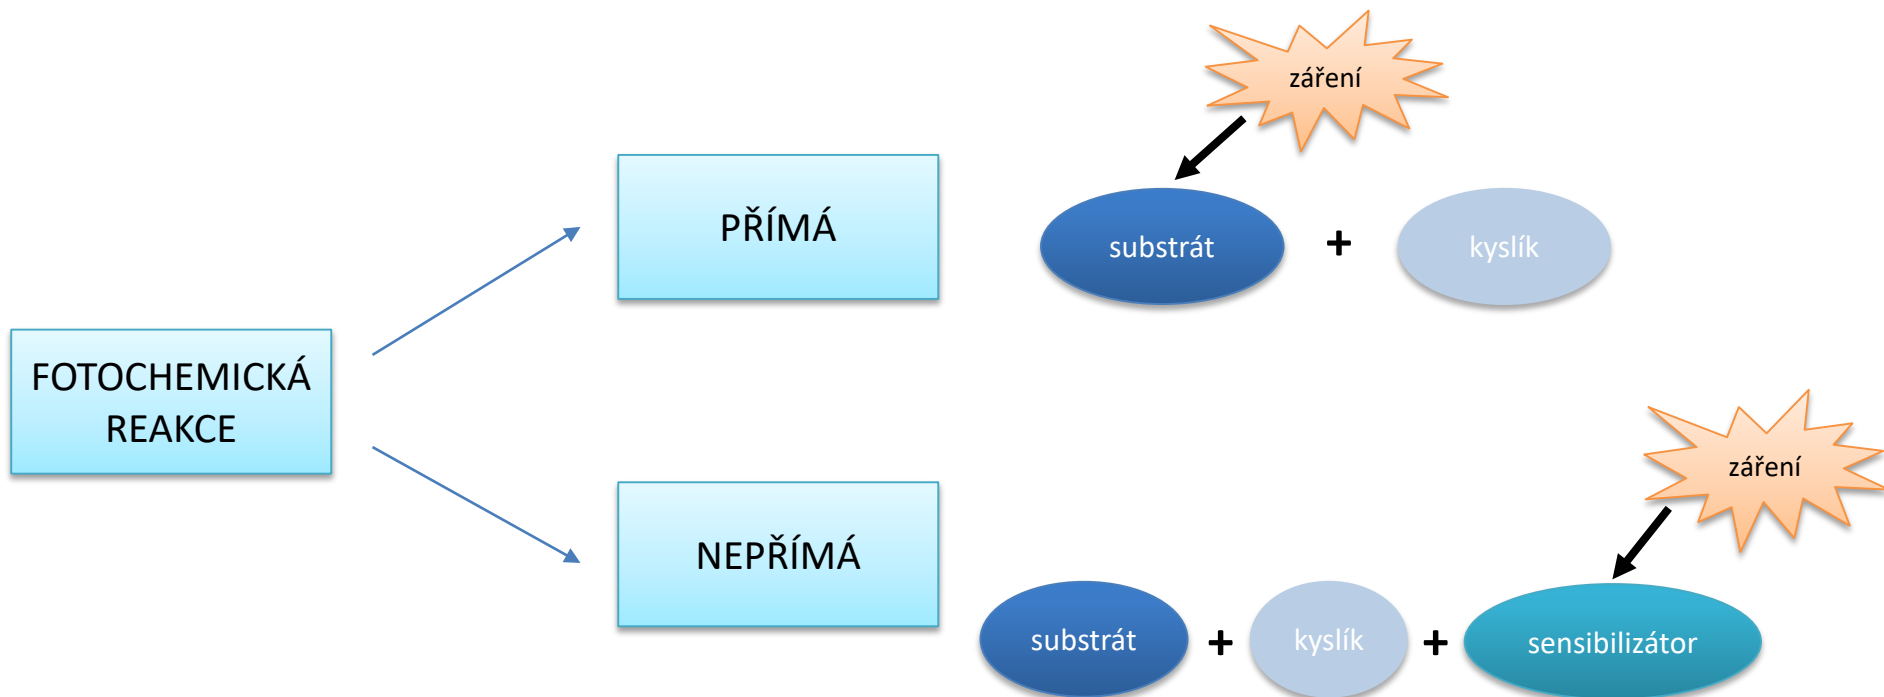 záření
PŘÍMÁ
substrát + kyslík
FOTOCHEMICKÁ
REAKCE
záření
NEPŘÍMÁ
substrát + kyslík + sensibilizátor